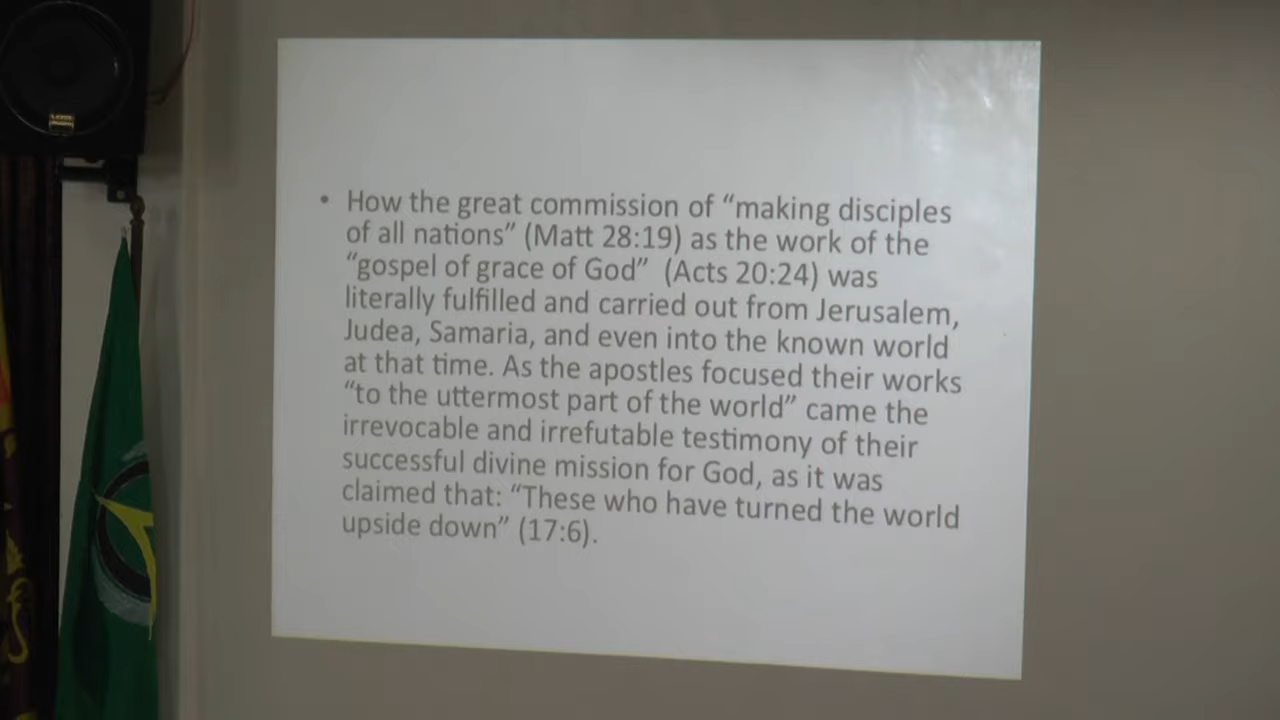 • How the great commission of “making disciples
of all nations” (Matt 28:19) as the work of the
“gospel of grace of God”  (Acts 20:24) was
literally fulfilled and carried out from Jerusalem,
Judea, Samaria, and even into the known world
at that time. As the apostles focused their works
“to the uttermost part of the world” came the
irrevocable and irrefutable testimony of their
successful divine mission for God, as it was
claimed that: “These who have turned the world
upside down” (17:6).